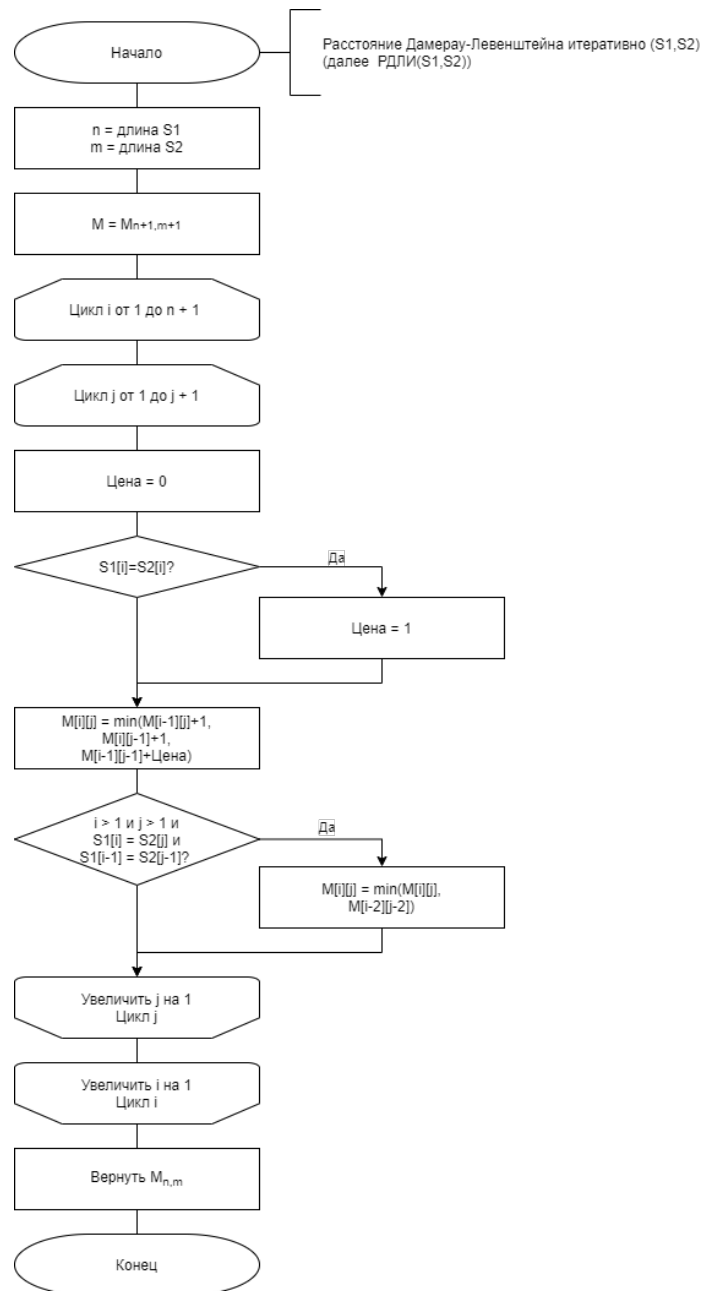 Начало
Расстояние Дамерау-Левенштейна итеративно (S1,S2)
(далее РДЛИ(S1,S2))
n = длина S1
m = длина S2
M = Mn+1,m+1
Цикл i от 1 до n + 1
Цикл j от 1 до j + 1
Цена = 0
S1[i]=S2[i]?
Да
Цена = 1
M[i][j] = min(M[i-1][j]+1,
M[i][j-1]+1,
M[i-1][j-1]+Цена)
i > 1 и j > 1 и
S1[i] = S2[j] и
S1[i-1] = S2[j-1]?
Да
M[i][j] = min(M[i][j],
M[i-2][j-2])
Увеличить j на 1
Цикл j
Увеличить i на 1
Цикл i
Вернуть Mn,m
Конец